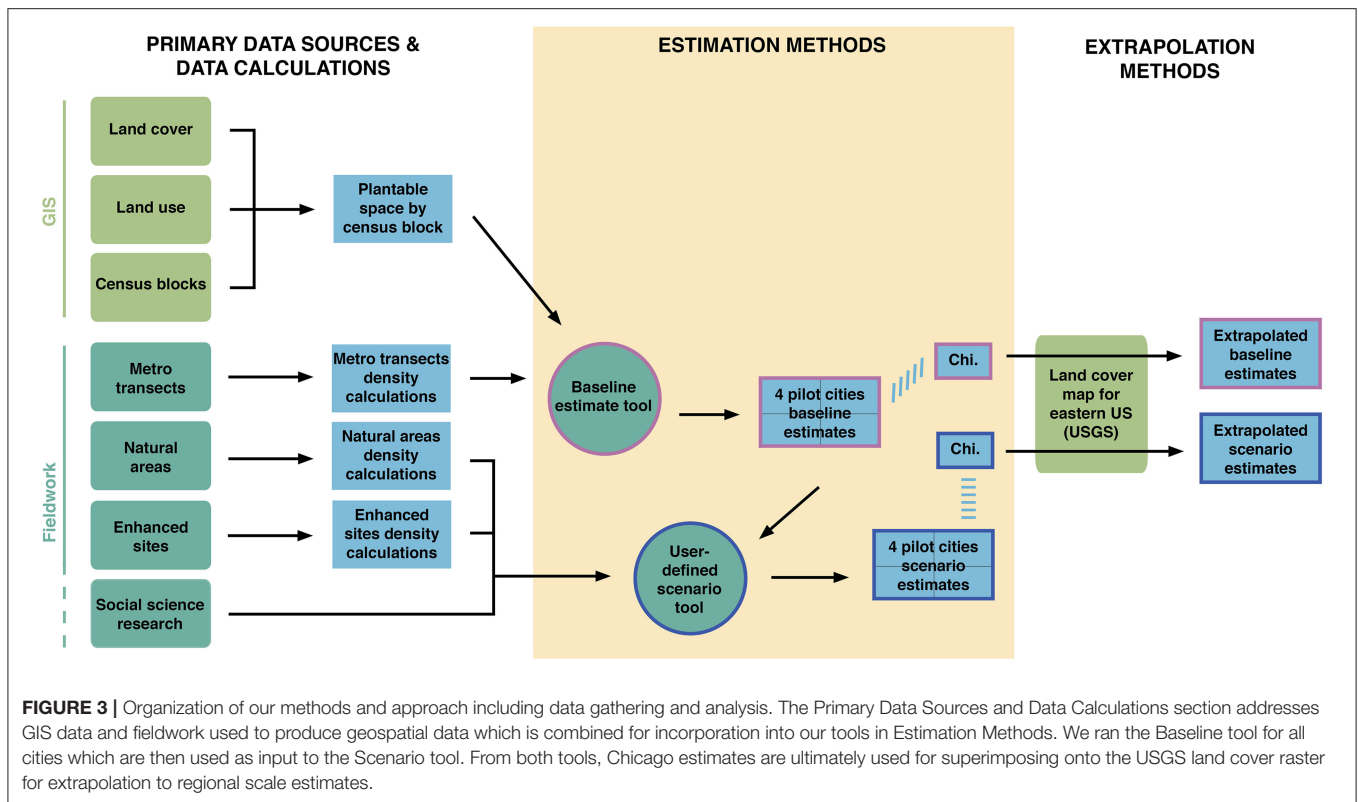 PRIMARY DATA SOURCES &
DATA CALCULATIONS
ESTIMATION METHODS
EXTRAPOLATION
METHODS
GIS
Land cover
Land use
Census blocks
Plantable
space by
census block
Fieldwork
Metro
transects
Natural
areas
Enhanced
sites
Social science
research
Metro transects
density
calculations
Natural areas
density
calculations
Enhanced
sites density
calculations
Baseline
estimate tool
4 pilot cities
baseline
estimates
Chi.
User-
defined
scenario
tool
4 pilot cities
scenario
estimates
Chi.
Land cover
map for
eastern US
(USGS)
Extrapolated
baseline
estimates
Extrapolated
scenario
estimates
FIGURE 3 | Organization of our methods and approach including data gathering and analysis. The Primary Data Sources and Data Calculations section addresses
GIS data and fieldwork used to produce geospatial data which is combined for incorporation into our tools in Estimation Methods. We ran the Baseline tool for all
cities which are then used as input to the Scenario tool. From both tools, Chicago estimates are ultimately used for superimposing onto the USGS land cover raster
for extrapolation to regional scale estimates.